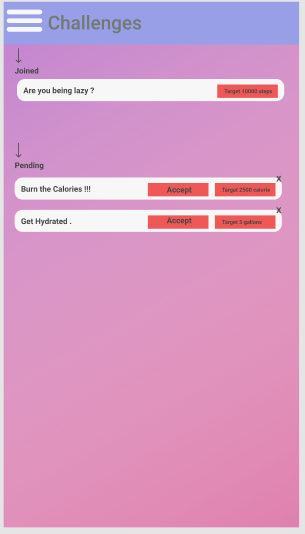 Challenges
Joined
Are you being lazy ? Target 10000 steps
Pending
X
Burn the Calories !!! Accept Target 2500 calorie
X
Get Hydrated . Accept Target 3 gallons